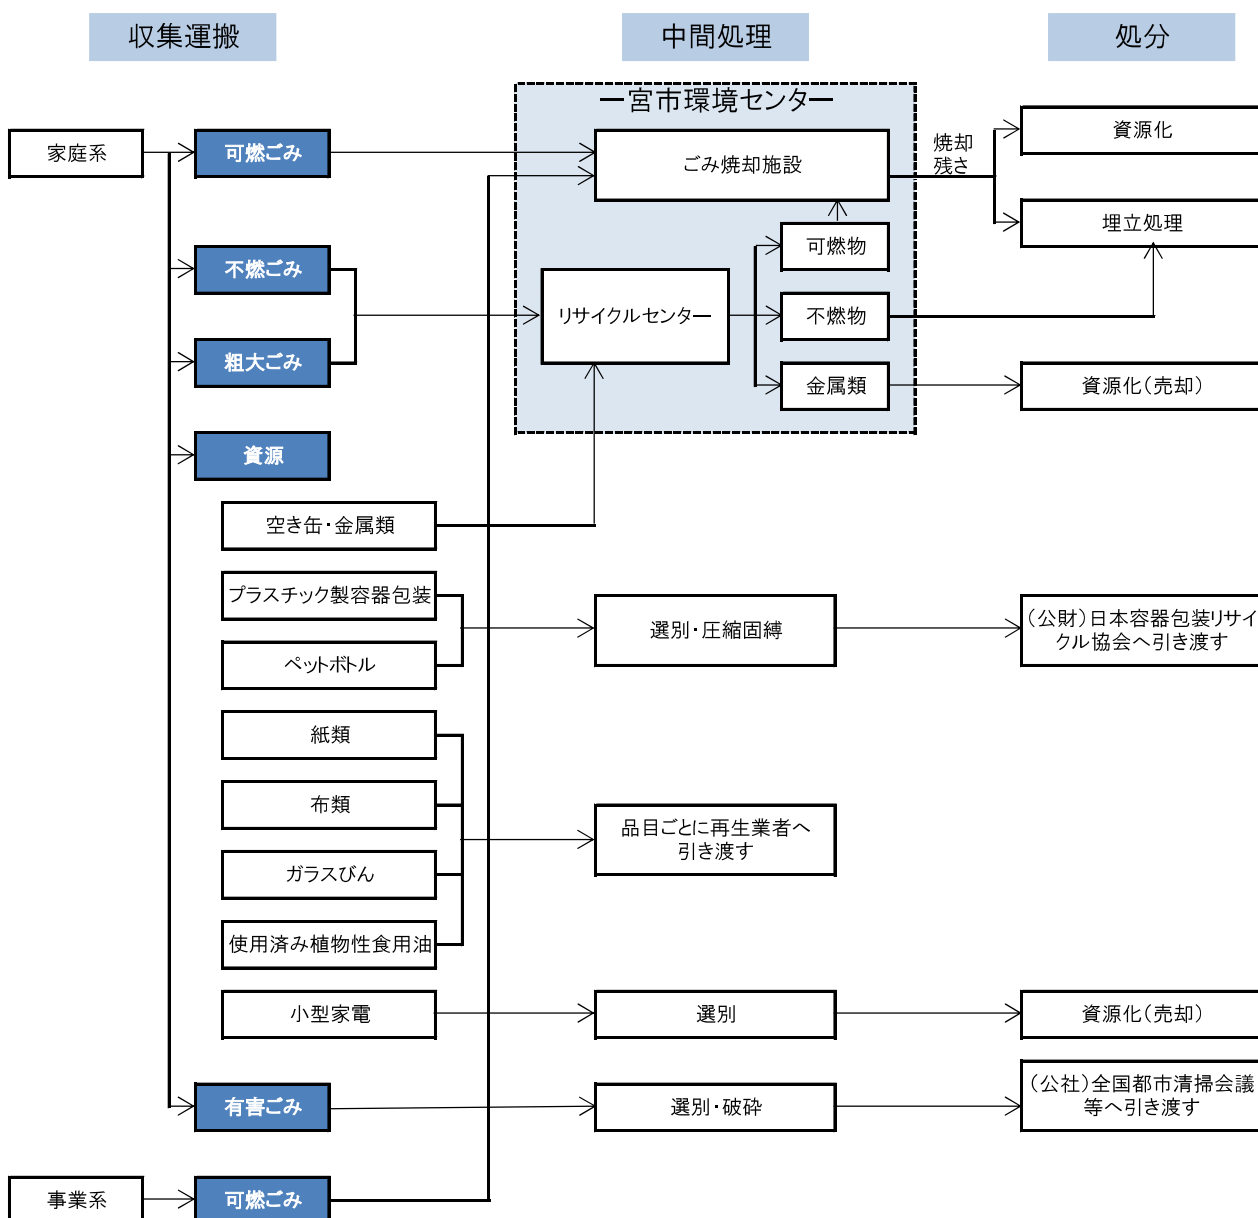 収集運搬
中間処理
処分
一宮市環境センター
家庭系
可燃ごみ
ごみ焼却施設
焼却
残さ
資源化
埋立処理
不燃ごみ
可燃物
リサイクルセンター
不燃物
粗大ごみ
金属類
資源化(売却)
資源
空き缶・金属類
プラスチック製容器包装
選別・圧縮固縛
(公財)日本容器包装リサイ
クル協会へ引き渡す
ペットボトル
紙類
布類
品目ごとに再生業者へ
引き渡す
ガラスびん
使用済み植物性食用油
小型家電
選別
資源化(売却)
有害ごみ
選別・破砕
(公社)全国都市清掃会議
等へ引き渡す
事業系
可燃ごみ